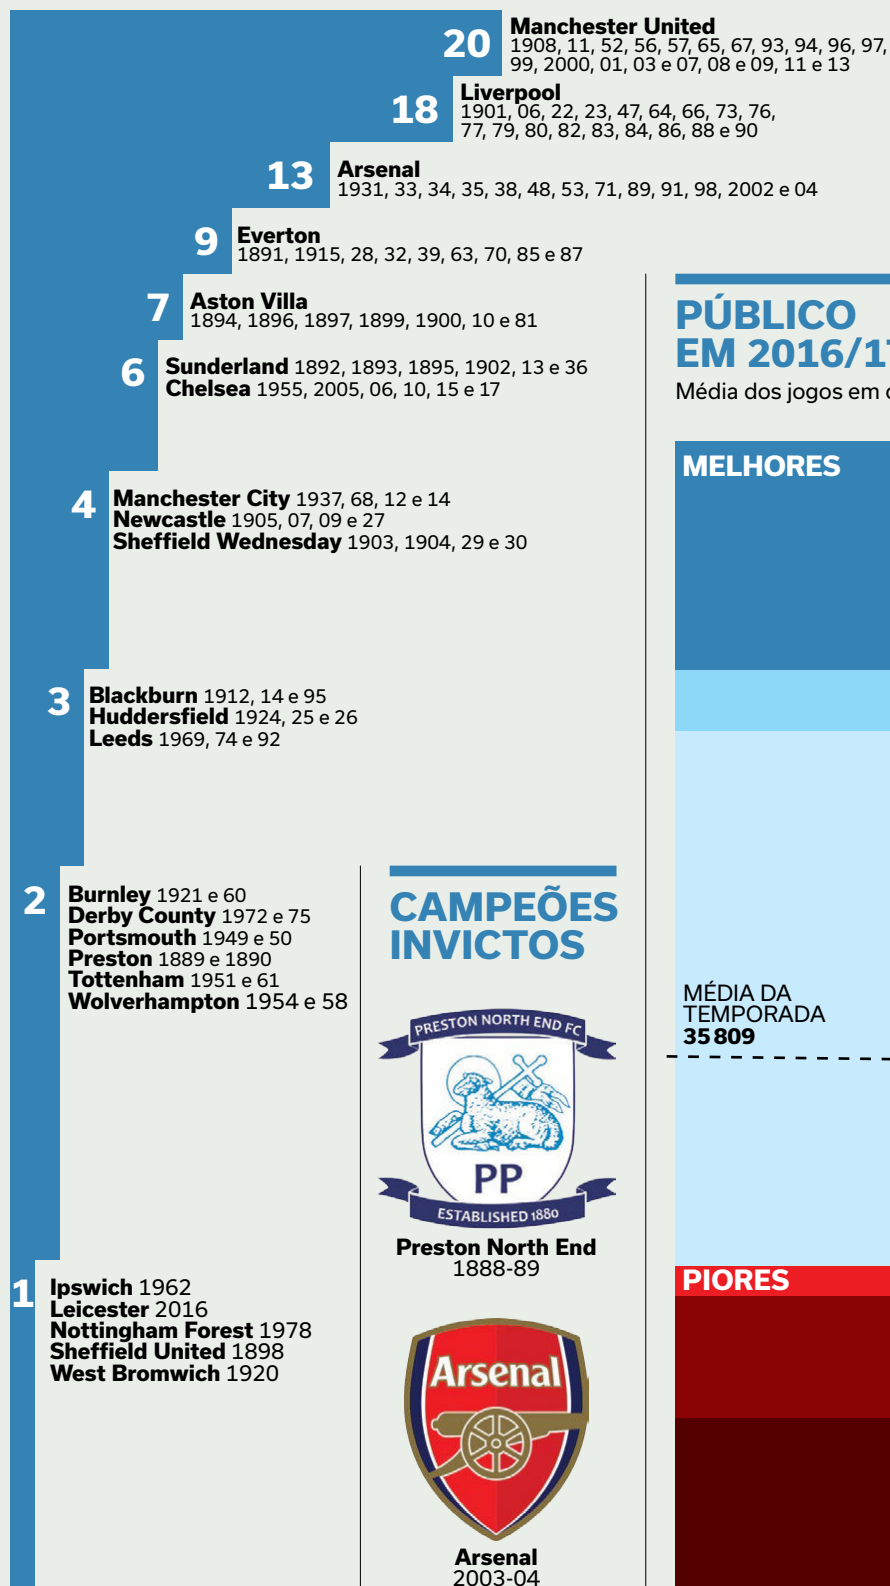 20
Manchester United
1908, 11, 52, 56, 57, 65, 67, 93, 94, 96, 97,
99, 2000, 01, 03 e 07, 08 e 09, 11 e 13
18
Liverpool
1901, 06, 22, 23, 47, 64, 66, 73, 76,
77, 79, 80, 82, 83, 84, 86, 88 e 90
13
Arsenal
1931, 33, 34, 35, 38, 48, 53, 71, 89, 91, 98, 2002 e 04
9
Everton
1891, 1915, 28, 32, 39, 63, 70, 85 e 87
7
Aston Villa
1894, 1896, 1897, 1899, 1900, 10 e 81
6
Sunderland 1892, 1893, 1895, 1902, 13 e 36
Chelsea 1955, 2005, 06, 10, 15 e 17
4
Manchester City 1937, 68, 12 e 14
Newcastle 1905, 07, 09 e 27
Sheffield Wednesday 1903, 1904, 29 e 30
3
Blackburn 1912, 14 e 95
Huddersfield 1924, 25 e 26
Leeds 1969, 74 e 92
2
Burnley 1921 e 60
Derby County 1972 e 75
Portsmouth 1949 e 50
Preston 1889 e 1890
Tottenham 1951 e 61
Wolverhampton 1954 e 58
1
Ipswich 1962
Leicester 2016
Nottingham Forest 1978
Sheffield United 1898
West Bromwich 1920
CAMPEÕES
INVICTOS
PRESTON NORTH END FC
PP
ESTABLISHED 1880
Preston North End
1888-89
Arsenal
Arsenal
2003-04
PÚBLICO
EM 2016/17
Média dos jogos em
MELHORES
MÉDIA DA
TEMPORADA
35 809
PIORES